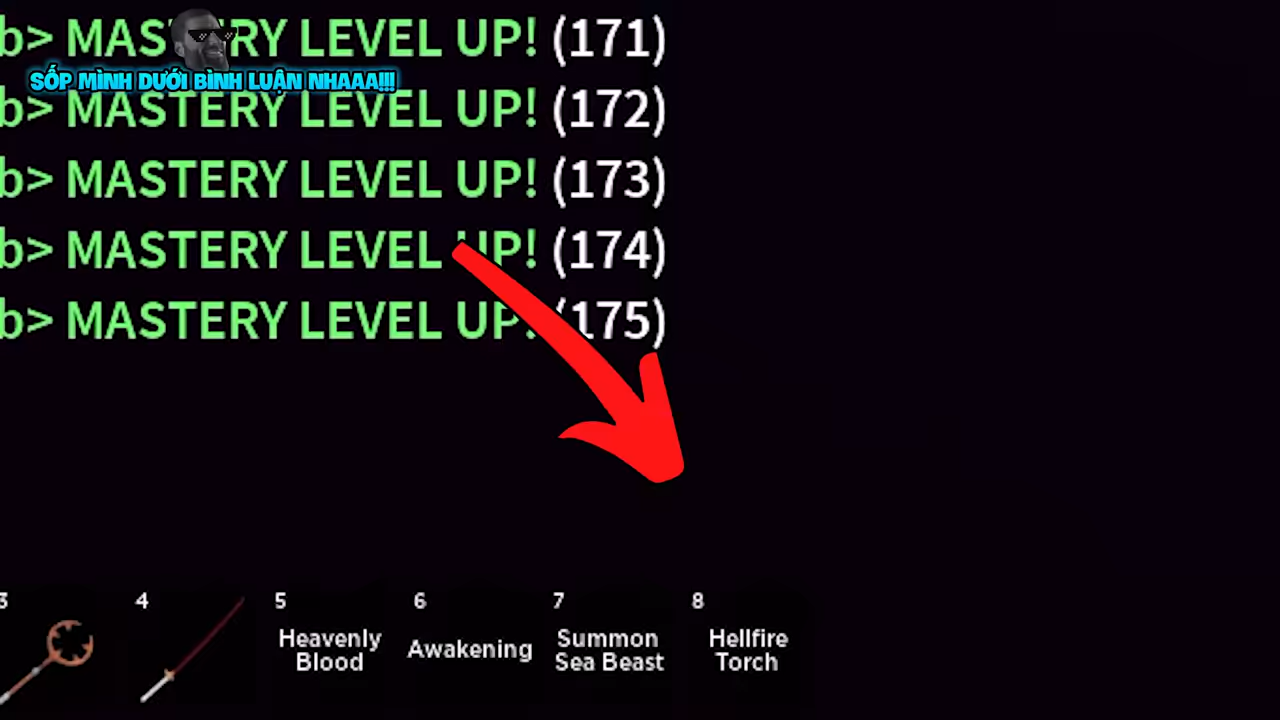 b> MASTERY LEVEL UP! (171)
SỐP MÌNH DƯỚI BÌNH LUẬN NHAAA!!!
b> MASTERY LEVEL UP! (172)
b> MASTERY LEVEL UP! (173)
b> MASTERY LEVEL UP! (174)
b> MASTERY LEVEL UP! (175)
3
4
5
Heavenly
Blood
6
Awakening
7
Summon
Sea Beast
8
Hellfire
Torch